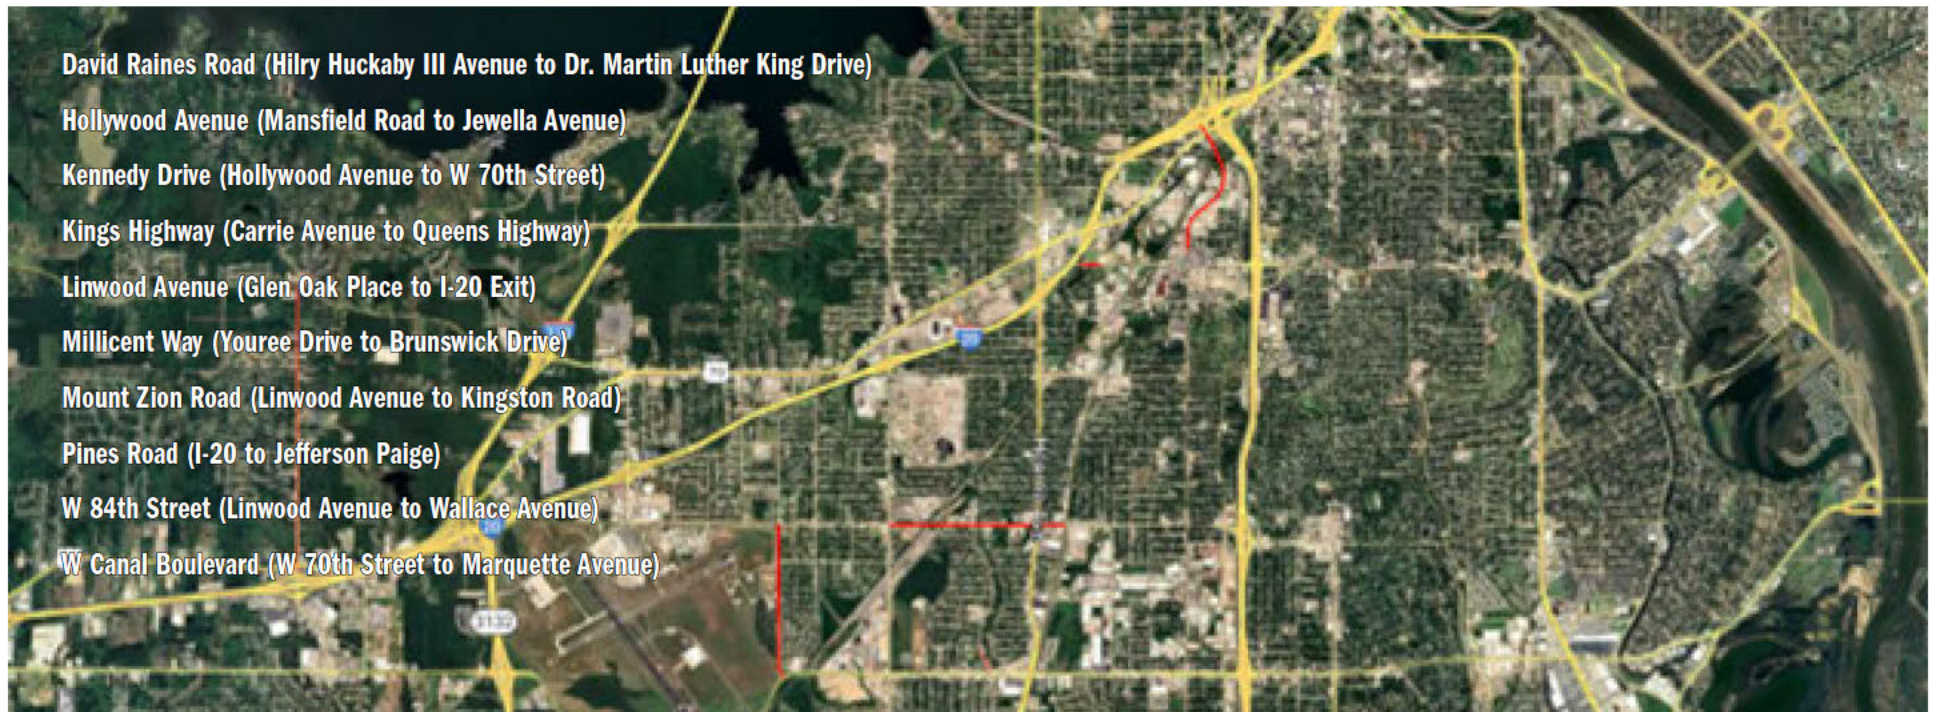 David Raines Road (Hilry Huckaby III Avenue to Dr. Martin Luther King Drive)
Hollywood Avenue (Mansfield Road to Jewella Avenue)
Kennedy Drive (Hollywood Avenue to W 70th Street)
Kings Highway (Carrie Avenue to Queens Highway)
Linwood Avenue (Glen Oak Place to I-20 Exit)
Millicent Way (Youree Drive to Brunswick Drive)
Mount Zion Road (Linwood Avenue to Kingston Road)
Pines Road (I-20 to Jefferson Paige)
W 84th Street (Linwood Avenue to Wallace Avenue)
W Canal Boulevard (W 70th Street to Marquette Avenue)
20
70
20
3132